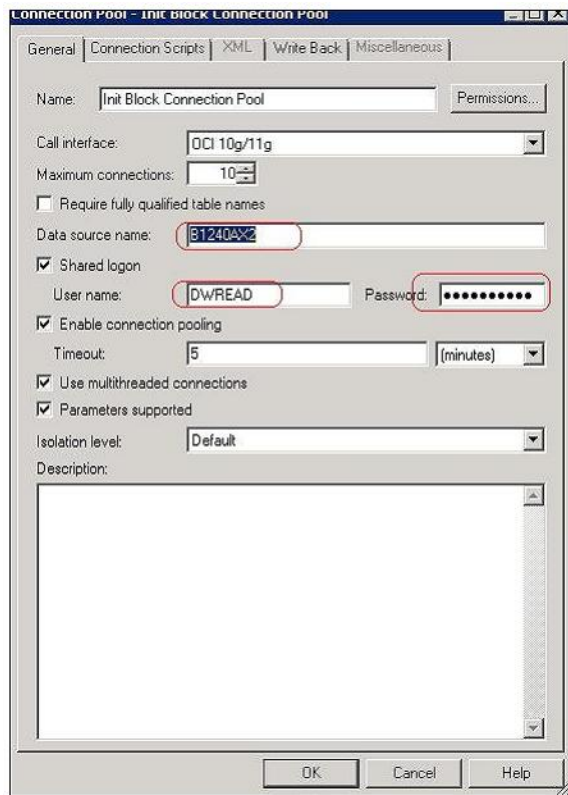 Connection Pool - Init Block Connection Pool
General Connection Scripts XML Write Back Miscellaneous
Name: Init Block Connection Pool Permissions...
Call interface: OCI 10g/11g
Maximum connections: 10
Require fully qualified table names
Data source name: B1240AX2
Shared logon
User name: DWREAD Password: ●●●●●●●●●●
Enable connection pooling
Timeout: 5 (minutes)
Use multithreaded connections
Parameters supported
Isolation level: Default
Description:
OK Cancel Help